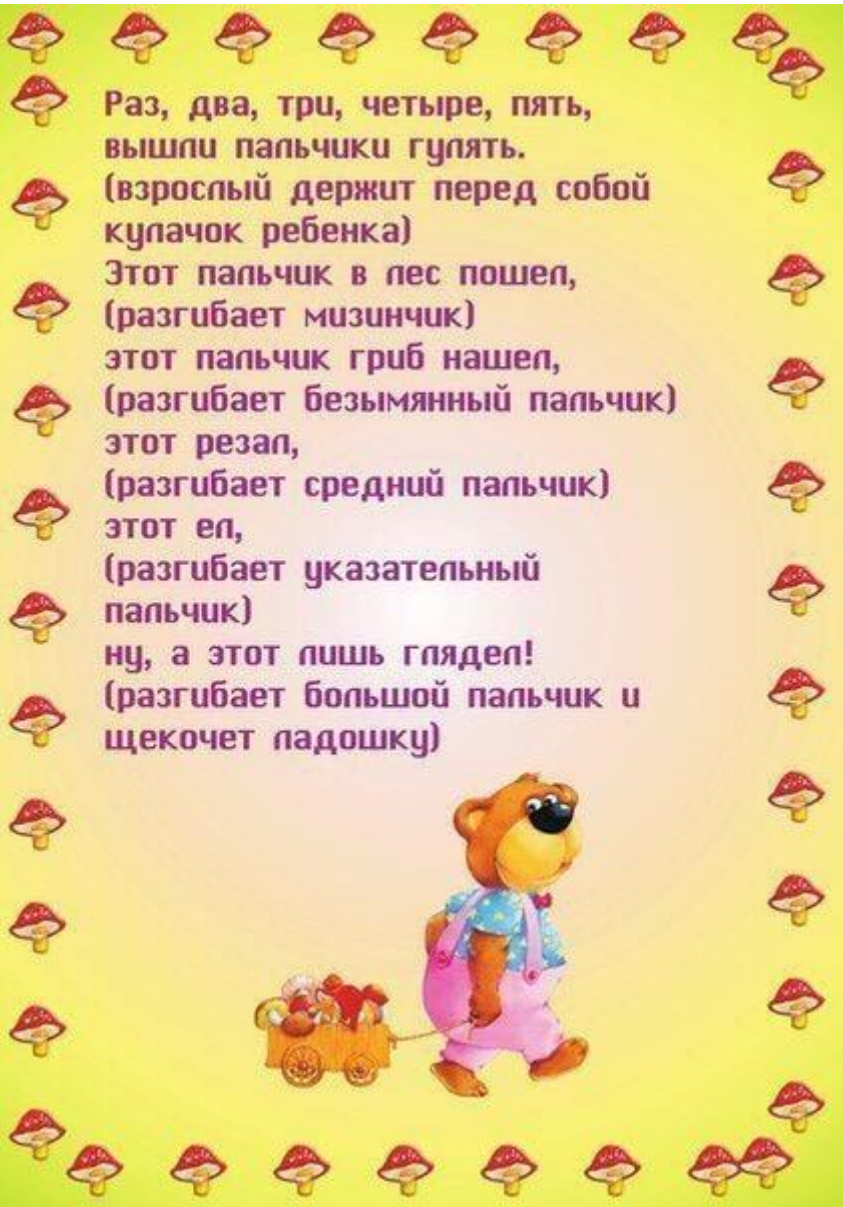 Раз, два, три, четыре, пять,
вышли пальчики гулять.
(взрослый держит перед собой
кулачок ребенка)
Этот пальчик в лес пошел,
(разгибает мизинчик)
этот пальчик гриб нашел,
(разгибает безымянный пальчик)
этот резал,
(разгибает средний пальчик)
этот ел,
(разгибает указательный
пальчик)
ну, а этот лишь глядел!
(разгибает большой пальчик и
щекочет ладошку)